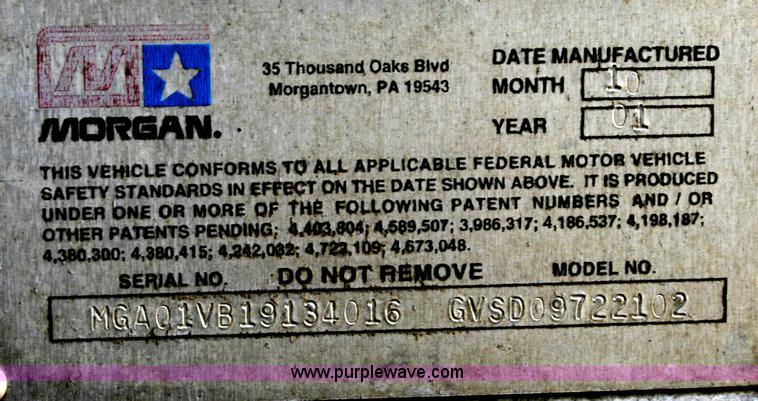 MORGAN.
35 Thousand Oaks Blvd
Morgantown, PA 19543
DATE MANUFACTURED
MONTH 10
YEAR 01
THIS VEHICLE CONFORMS TO ALL APPLICABLE FEDERAL MOTOR VEHICLE
SAFETY STANDARDS IN EFFECT ON THE DATE SHOWN ABOVE. IT IS PRODUCED
UNDER ONE OR MORE OF THE FOLLOWING PATENT NUMBERS AND / OR
OTHER PATENTS PENDING; 4,403,804; 4,589,507; 3,986,317; 4,186,537; 4,198,187;
4,380,300; 4,380,415; 4,242,032; 4,723,109; 4,673,048.
SERIAL NO. DO NOT REMOVE MODEL NO.
MGA01VB19134016 GVSD09722102
www.purplewave.com